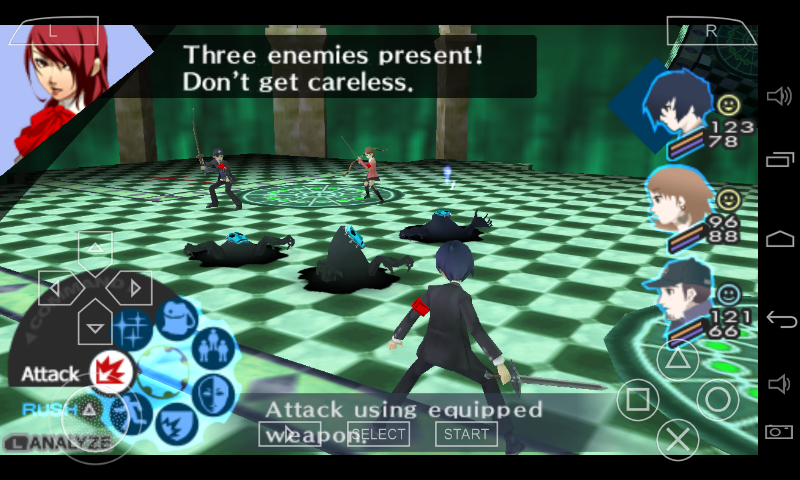 L
R
Three enemies present!
Don't get careless.
123
78
96
88
121
66
COMMAND
Attack
RUSH
L ANALYZE
Attack using equipped
weapon.
SELECT
START